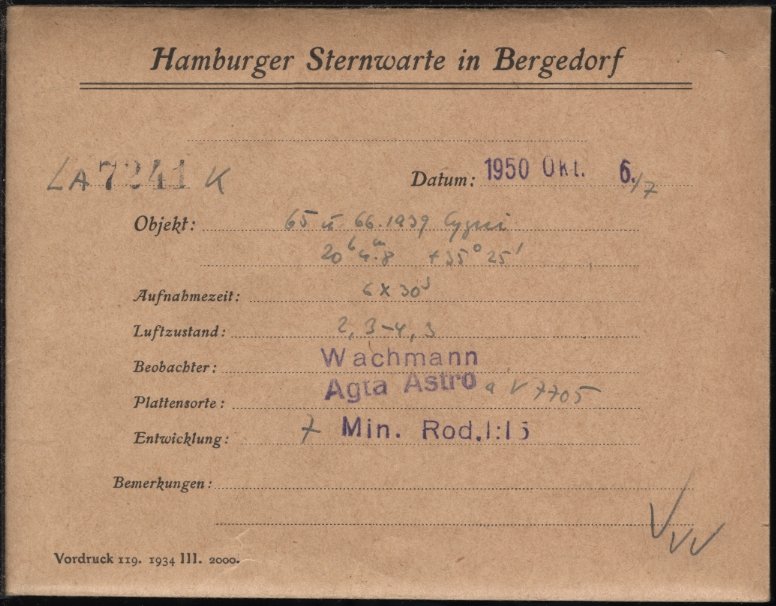 Hamburger Sternwarte in Bergedorf
LA 7241 K
Datum: 1950 Okt. 6./7
Objekt: 65 u. 66.1939 Cygni
20ʰ 4ᵐ.8 +35° 25'
Aufnahmezeit: 6 x 30ˢ
Luftzustand: 2, 3-4, 3
Beobachter: Wachmann
Plattensorte: Agfa Astro 7705
Entwicklung: 7 Min. Rod. 1:15
Bemerkungen:
Vordruck 119. 1934 III. 2000.